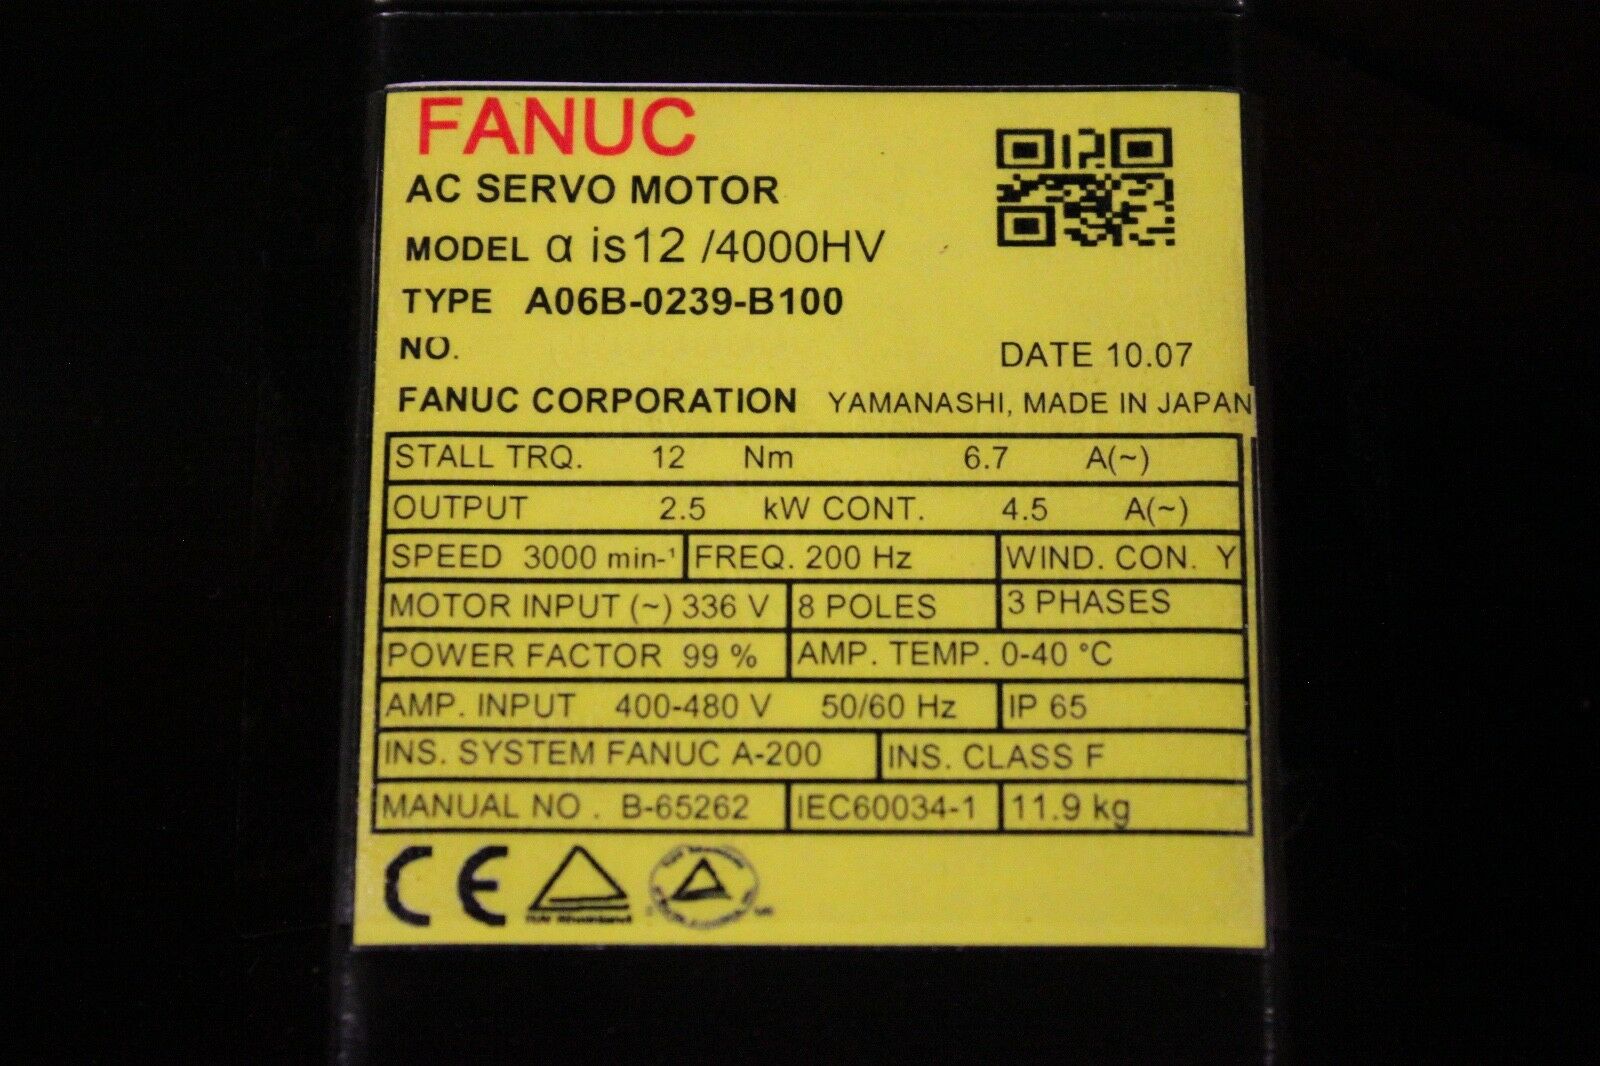 FANUC
AC SERVO MOTOR
MODEL α is12 /4000HV
TYPE A06B-0239-B100
NO.
DATE 10.07
FANUC CORPORATION YAMANASHI, MADE IN JAPAN
STALL TRQ. 12 Nm 6.7 A(~)
OUTPUT 2.5 kW CONT. 4.5 A(~)
SPEED 3000 min-¹ FREQ. 200 Hz WIND. CON. Y
MOTOR INPUT (~) 336 V 8 POLES 3 PHASES
POWER FACTOR 99 % AMP. TEMP. 0-40 °C
AMP. INPUT 400-480 V 50/60 Hz IP 65
INS. SYSTEM FANUC A-200 INS. CLASS F
MANUAL NO . B-65262 IEC60034-1 11.9 kg
CE
TÜV Rheinland